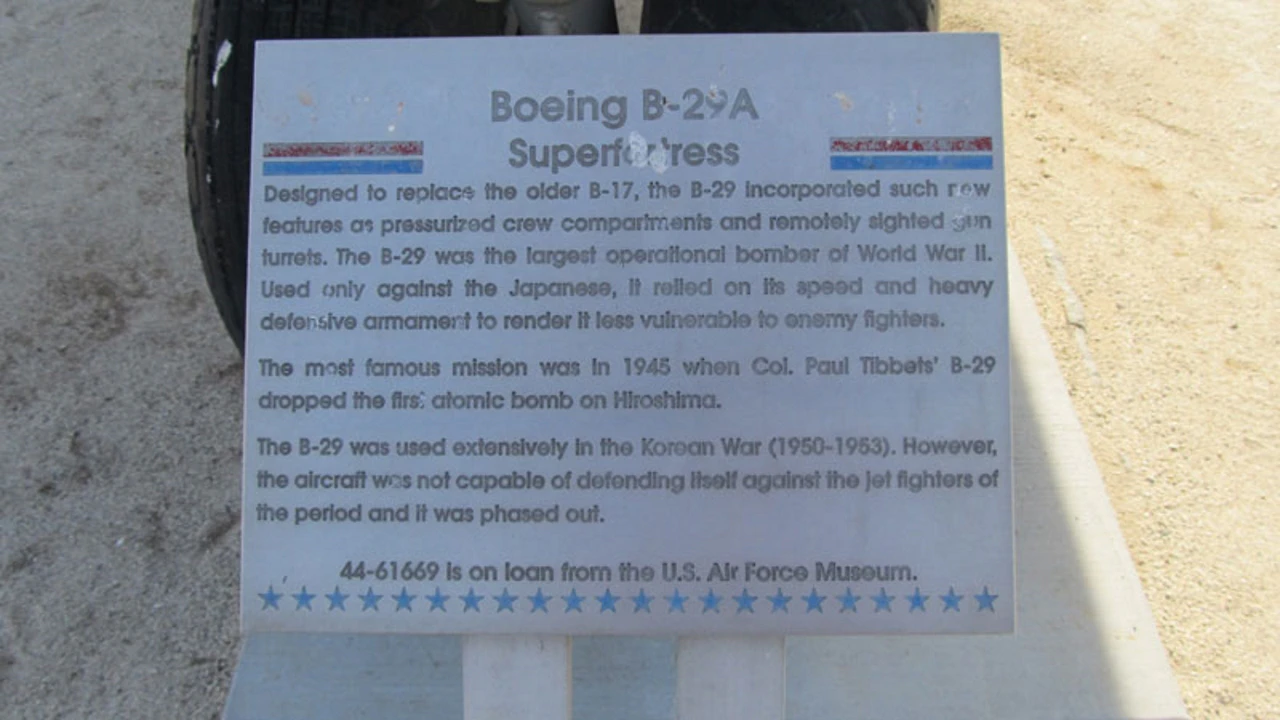 Boeing B-29A
Superfortress
Designed to replace the older B-17, the B-29 incorporated such new
features as pressurized crew compartments and remotely sighted gun
turrets. The B-29 was the largest operational bomber of World War II.
Used only against the Japanese, it relied on its speed and heavy
defensive armament to render it less vulnerable to enemy fighters.
The most famous mission was in 1945 when Col. Paul Tibbets' B-29
dropped the first atomic bomb on Hiroshima.
The B-29 was used extensively in the Korean War (1950-1953). However,
the aircraft was not capable of defending itself against the jet fighters of
the period and it was phased out.
44-61669 is on loan from the U.S. Air Force Museum.